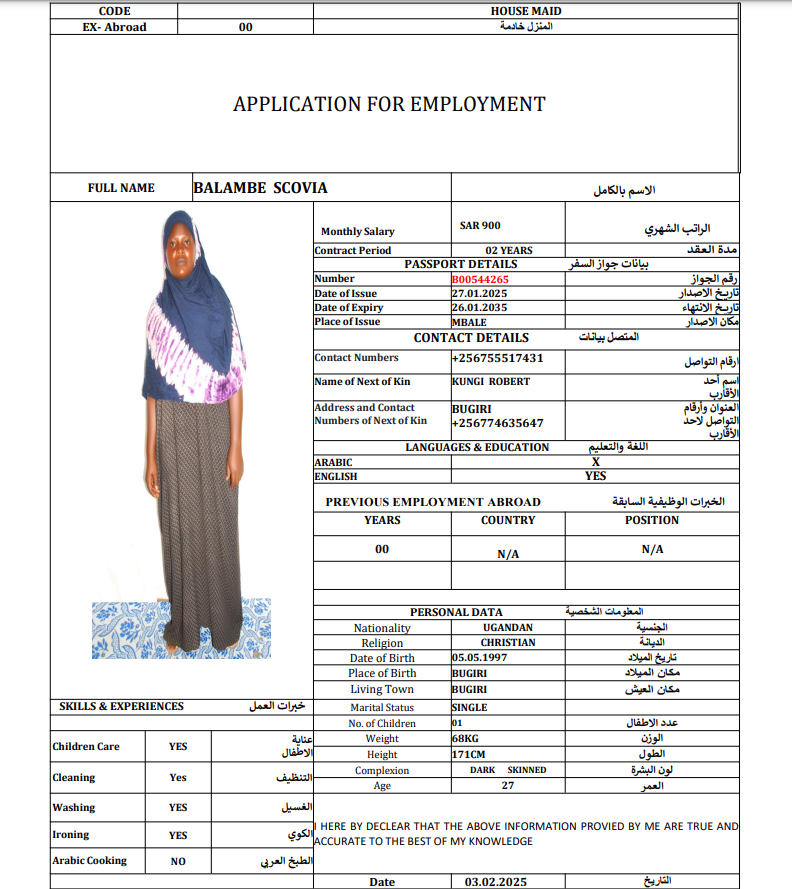 CODE HOUSE MAID
EX- Abroad 00 المنزل خادمة
APPLICATION FOR EMPLOYMENT
FULL NAME BALAMBE SCOVIA الاسم بالكامل
Monthly Salary SAR 900 الراتب الشهري
Contract Period 02 YEARS مدة العقد
PASSPORT DETAILS بيانات جواز السفر
Number B00544265 رقم الجواز
Date of Issue 27.01.2025 تاريخ الاصدار
Date of Expiry 26.01.2035 تاريخ الانتهاء
Place of Issue MBALE مكان الاصدار
CONTACT DETAILS المتصل بيانات
Contact Numbers +256755517431 ارقام التواصل
Name of Next of Kin KUNGI ROBERT اسم أحد
الأقارب
Address and Contact BUGIRI العنوان وأرقام
Numbers of Next of Kin +256774635647 التواصل لاحد
الأقارب
LANGUAGES & EDUCATION اللغة والتعليم
ARABIC X
ENGLISH YES
PREVIOUS EMPLOYMENT ABROAD الخبرات الوظيفية السابقة
YEARS COUNTRY POSITION
00 N/A N/A
PERSONAL DATA المعلومات الشخصية
Nationality UGANDAN الجنسية
Religion CHRISTIAN الديانة
Date of Birth 05.05.1997 تاريخ الميلاد
Place of Birth BUGIRI مكان الميلاد
Living Town BUGIRI مكان العيش
SKILLS & EXPERIENCES خبرات العمل
Marital Status SINGLE
No. of Children 01 عدد الاطفال
Weight 68KG الوزن
Height 171CM الطول
Complexion DARK SKINNED لون البشرة
Age 27 العمر
Children Care YES عناية
الاطفال
Cleaning Yes التنظيف
Washing YES الغسيل
Ironing YES الكوي
Arabic Cooking NO الطبخ العربي
I HERE BY DECLEAR THAT THE ABOVE INFORMATION PROVIED BY ME ARE TRUE AND
ACCURATE TO THE BEST OF MY KNOWLEDGE
Date 03.02.2025 التاريخ